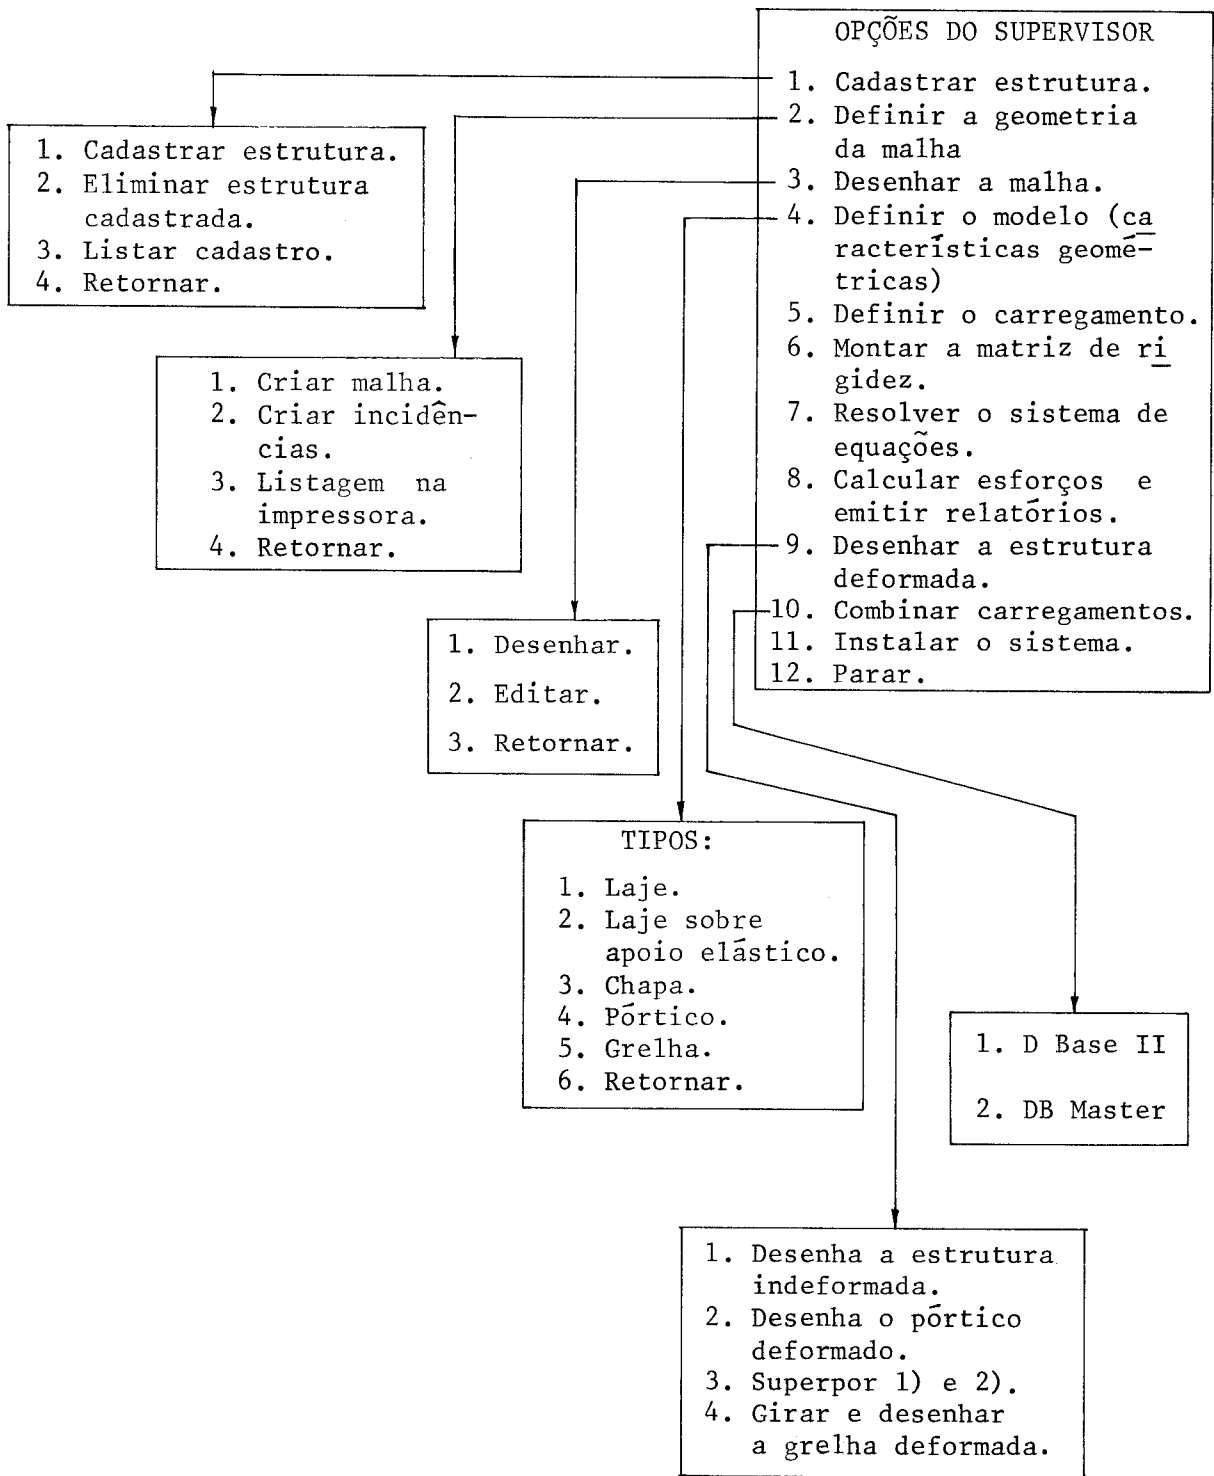 OPÇÕES DO SUPERVISOR
1. Cadastrar estrutura.
2. Definir a geometria
da malha
3. Desenhar a malha.
4. Definir o modelo (ca
racterísticas geomé-
tricas)
5. Definir o carregamento.
6. Montar a matriz de ri
gidez.
7. Resolver o sistema de
equações.
8. Calcular esforços e
emitir relatórios.
9. Desenhar a estrutura
deformada.
10. Combinar carregamentos.
11. Instalar o sistema.
12. Parar.
1. Cadastrar estrutura.
2. Eliminar estrutura
cadastrada.
3. Listar cadastro.
4. Retornar.
1. Criar malha.
2. Criar incidên-
cias.
3. Listagem na
impressora.
4. Retornar.
1. Desenhar.
2. Editar.
3. Retornar.
TIPOS:
1. Laje.
2. Laje sobre
apoio elástico.
3. Chapa.
4. Pórtico.
5. Grelha.
6. Retornar.
1. D Base II
2. DB Master
1. Desenha a estrutura
indeformada.
2. Desenha o pórtico
deformado.
3. Superpor 1) e 2).
4. Girar e desenhar
a grelha deformada.